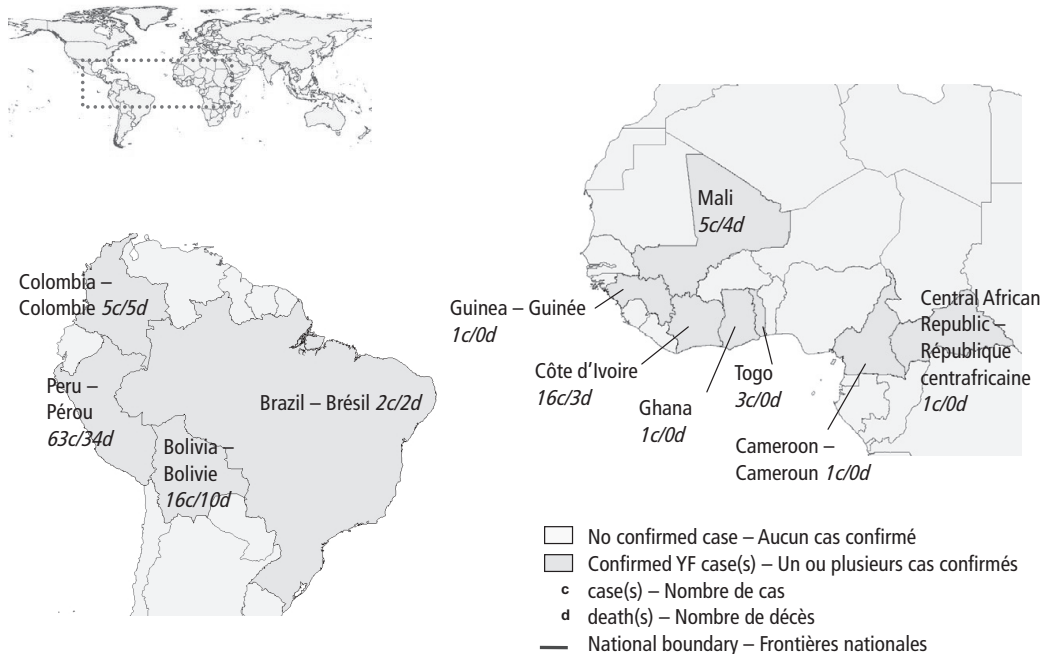 Colombia –
Colombie 5c/5d
Peru –
Pérou
63c/34d
Brazil – Brésil 2c/2d
Bolivia –
Bolivie
16c/10d
Mali
5c/4d
Guinea – Guinée
1c/0d
Côte d’Ivoire
16c/3d
Ghana
1c/0d
Togo
3c/0d
Cameroon –
Cameroun 1c/0d
Central African
Republic –
République
centrafricaine
1c/0d
No confirmed case – Aucun cas confirmé
Confirmed YF case(s) – Un ou plusieurs cas confirmés
c case(s) – Nombre de cas
d death(s) – Nombre de décès
National boundary – Frontières nationales